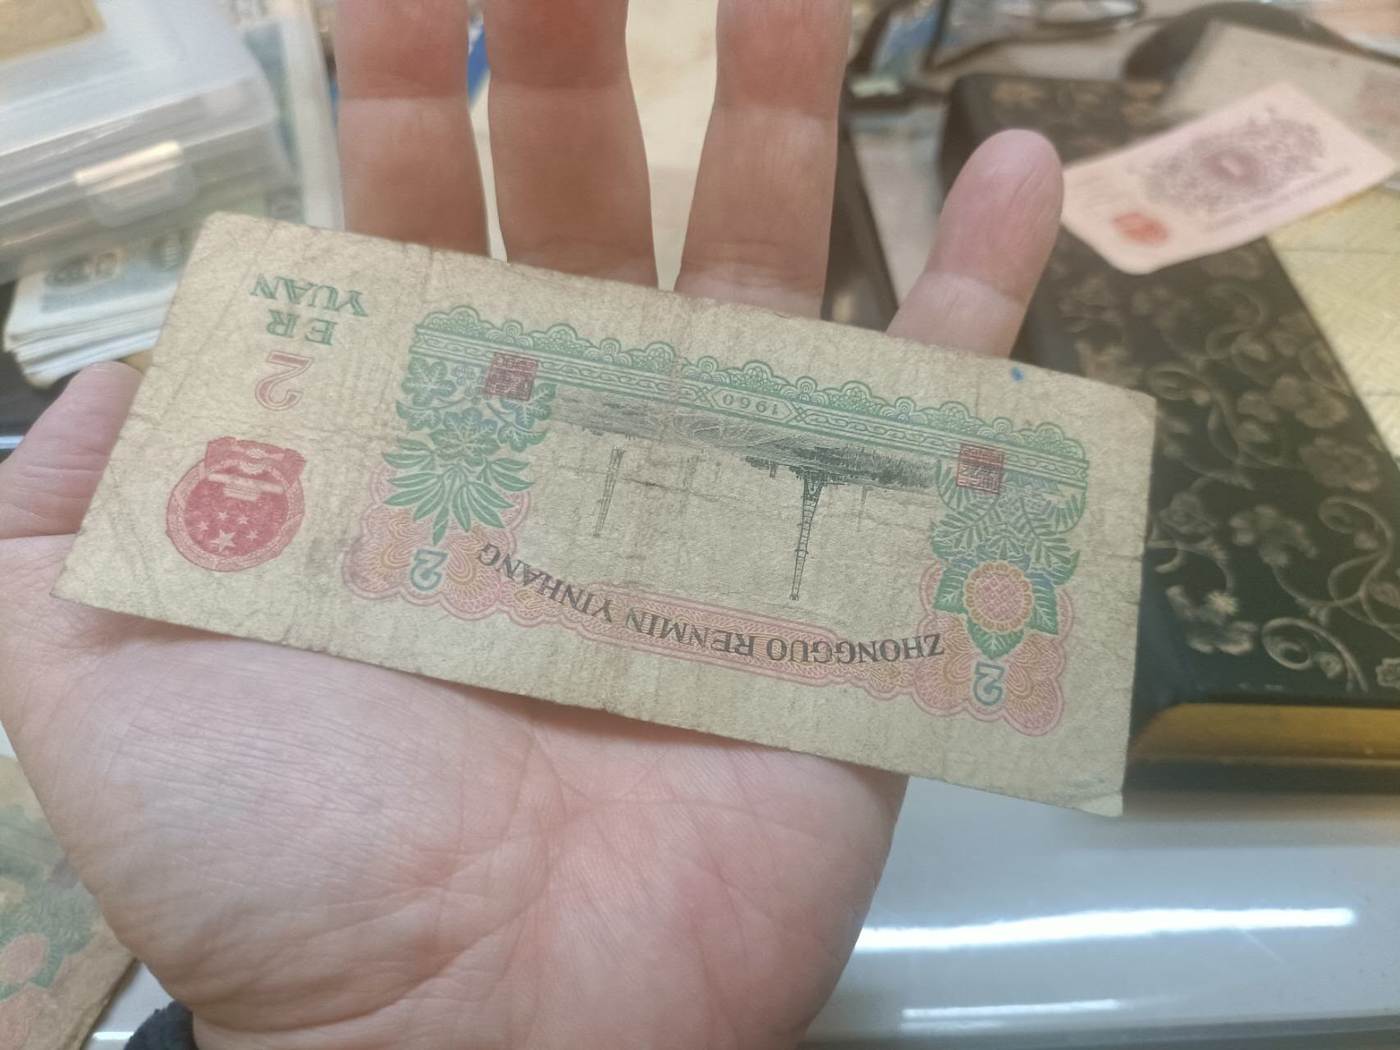 ZHONGGUO RENMIN YINHANG
2
2
2
ER
YUAN
1960